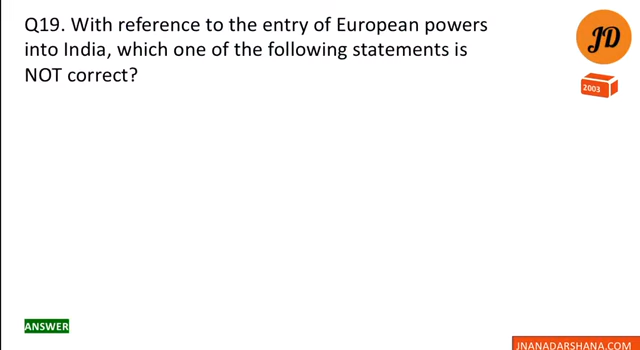 Q19. With reference to the entry of European powers
into India, which one of the following statements is
NOT correct?
JD
2003
ANSWER
JNANADARSHANA.COM